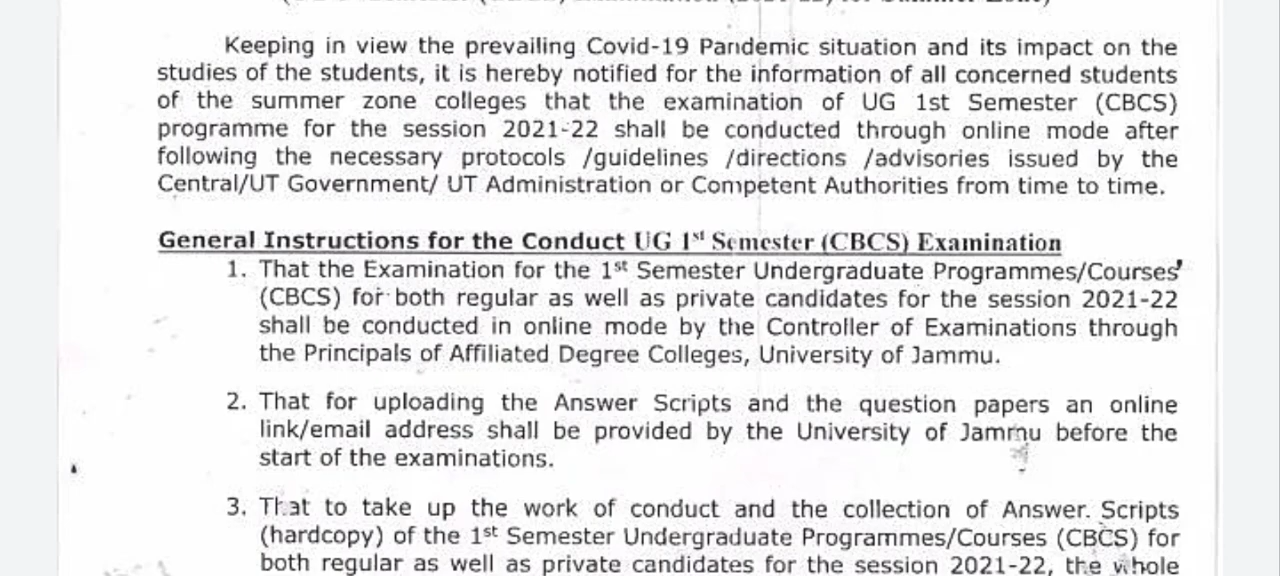 Keeping in view the prevailing Covid-19 Pandemic situation and its impact on the
studies of the students, it is hereby notified for the information of all concerned students
of the summer zone colleges that the examination of UG 1st Semester (CBCS)
programme for the session 2021-22 shall be conducted through online mode after
following the necessary protocols /guidelines /directions /advisories issued by the
Central/UT Government/ UT Administration or Competent Authorities from time to time.
General Instructions for the Conduct UG 1st Semester (CBCS) Examination
1. That the Examination for the 1st Semester Undergraduate Programmes/Courses
(CBCS) for both regular as well as private candidates for the session 2021-22
shall be conducted in online mode by the Controller of Examinations through
the Principals of Affiliated Degree Colleges, University of Jammu.
2. That for uploading the Answer Scripts and the question papers an online
link/email address shall be provided by the University of Jammu before the
start of the examinations.
3. That to take up the work of conduct and the collection of Answer. Scripts
(hardcopy) of the 1st Semester Undergraduate Programmes/Courses (CBCS) for
both regular as well as private candidates for the session 2021-22, the whole